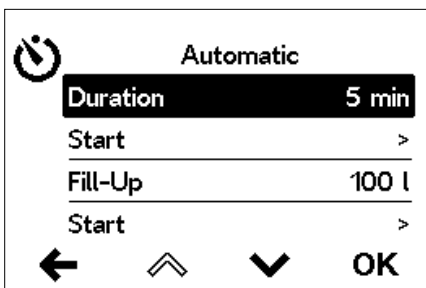 Automatic
Duration 5 min
Start >
Fill-Up 100 l
Start >
OK